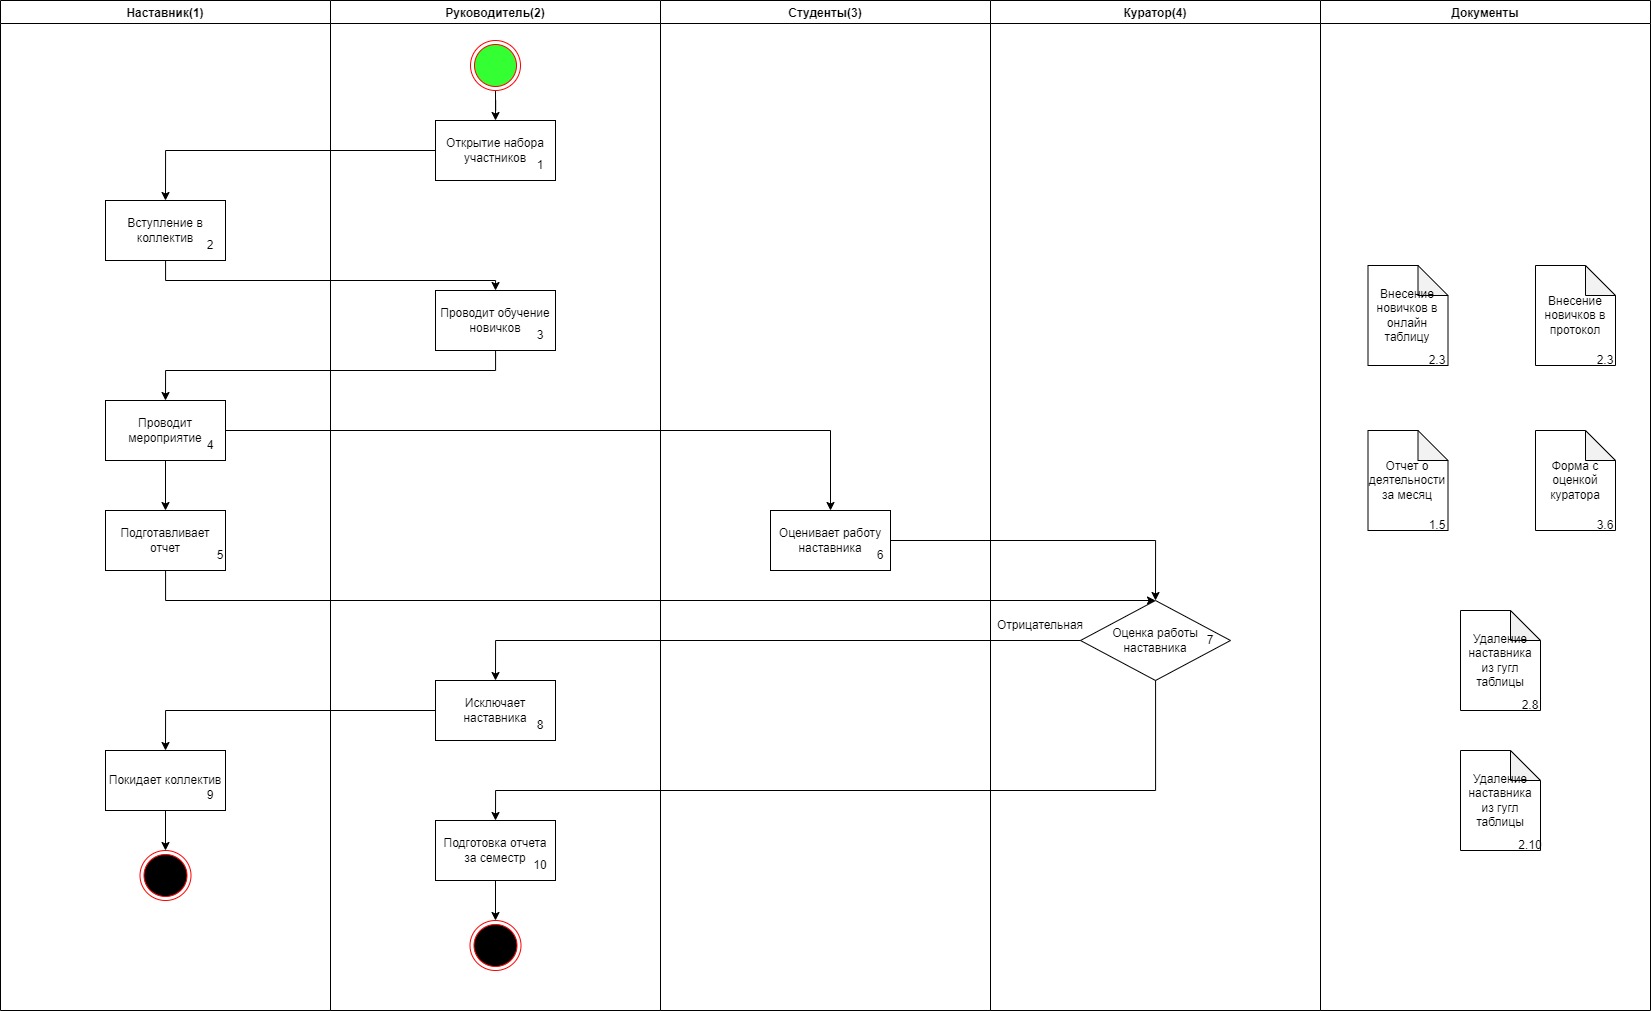 Наставник(1)
Руководитель(2)
Студенты(3)
Куратор(4)
Документы
Открытие набора
участников
1
Вступление в
коллектив
2
Проводит обучение
новичков
3
Внесение
новичков в
онлайн
таблицу
2.3
Внесение
новичков в
протокол
2.3
Проводит
мероприятие
4
Отчет о
деятельности
за месяц
1.5
Форма с
оценкой
куратора
3.6
Подготавливает
отчет
5
Оценивает работу
наставника
6
Отрицательная
Оценка работы
наставника
7
Удаление
наставника
из гугл
таблицы
2.8
Исключает
наставника
8
Покидает коллектив
9
Удаление
наставника
из гугл
таблицы
2.10
Подготовка отчета
за семестр
10